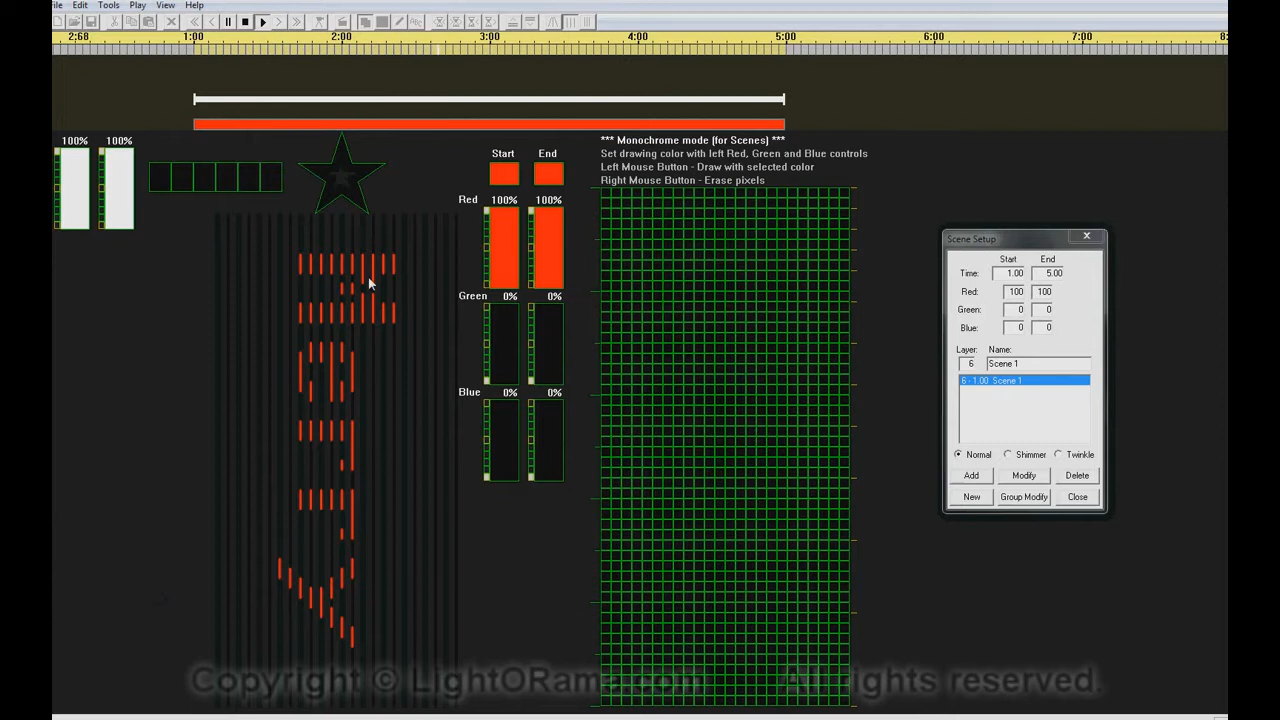 File Edit Tools Play View Help
2:68 1:00 2:00 3:00 4:00 5:00 6:00 7:00 8:
100% 100%
*** Monochrome mode (for Scenes) ***
Set drawing color with left Red, Green and Blue controls
Left Mouse Button - Draw with selected color
Right Mouse Button - Erase pixels
Start End
Red 100% 100%
Green 0% 0%
Blue 0% 0%
Merry
Scene Setup
Start End
Time: 1.00 5.00
Red: 100 100
Green: 0 0
Blue: 0 0
Layer: Name:
6 Scene 1
6 - 1.00 Scene 1
Normal Shimmer Twinkle
Add Modify Delete
New Group Modify Close
Copyright © LightORama.com All rights reserved.